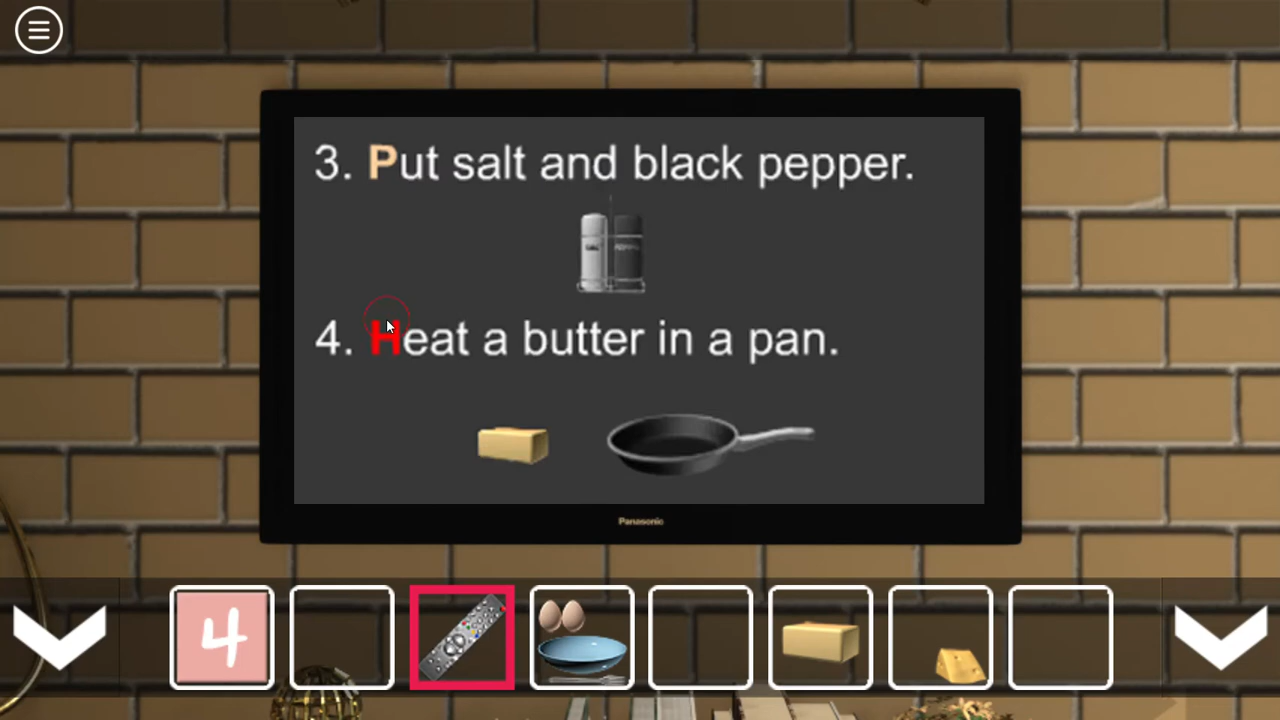 3. Put salt and black pepper.
4. Heat a butter in a pan.
Panasonic
4